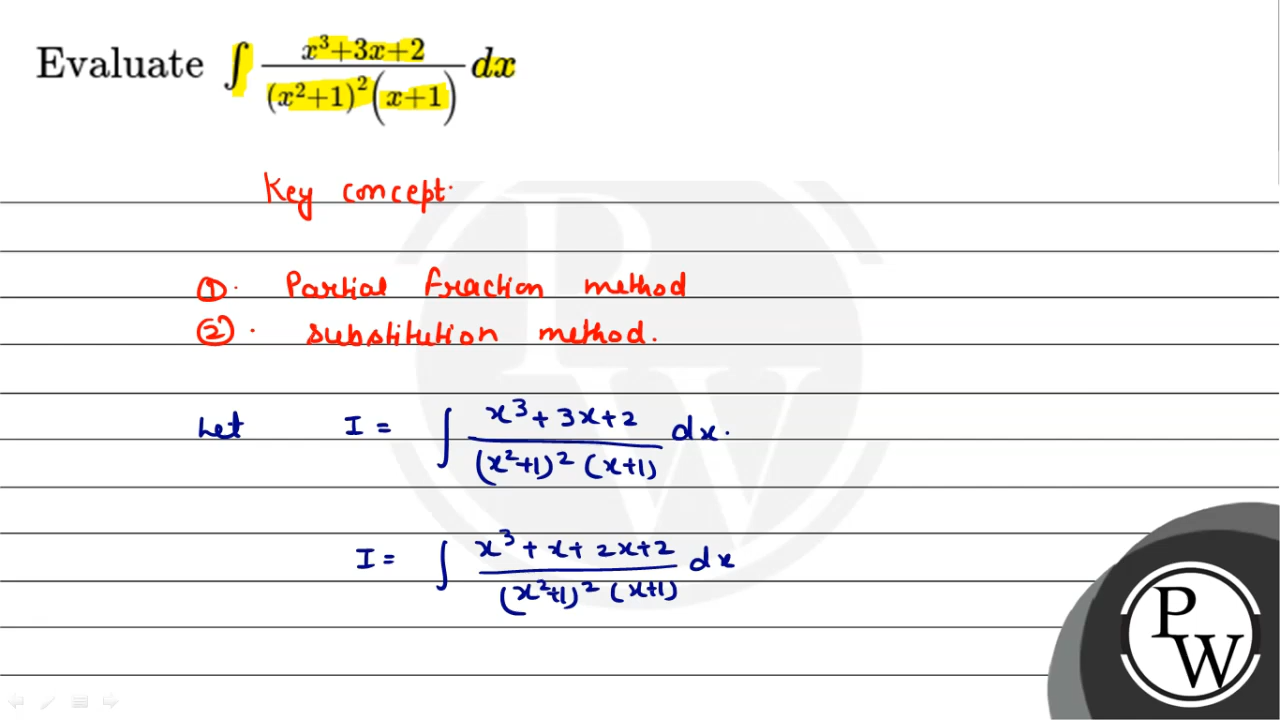 Evaluate ∫ x³+3x+2 / (x²+1)²(x+1) dx
Key concept.
①. Partial fraction method
②. substitution method.
Let I = ∫ x³+3x+2 / (x²+1)² (x+1) dx.
I = ∫ x³+x+2x+2 / (x²+1)² (x+1) dx
P
W
P
W